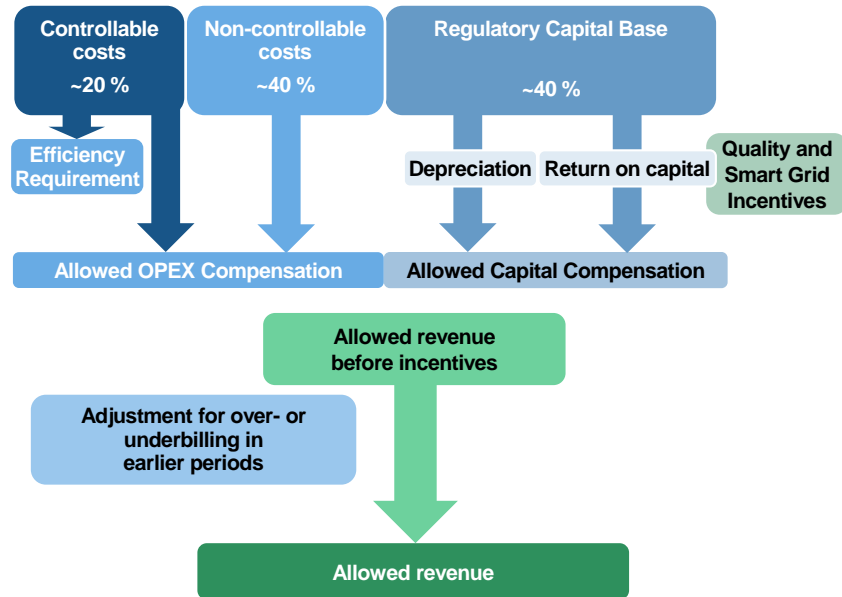 Controllable
costs
~20 %
Non-controllable
costs
~40 %
Regulatory Capital Base
~40 %
Efficiency
Requirement
Depreciation
Return on capital
Quality and
Smart Grid
Incentives
Allowed OPEX Compensation
Allowed Capital Compensation
Allowed revenue
before incentives
Adjustment for over- or
underbilling in
earlier periods
Allowed revenue